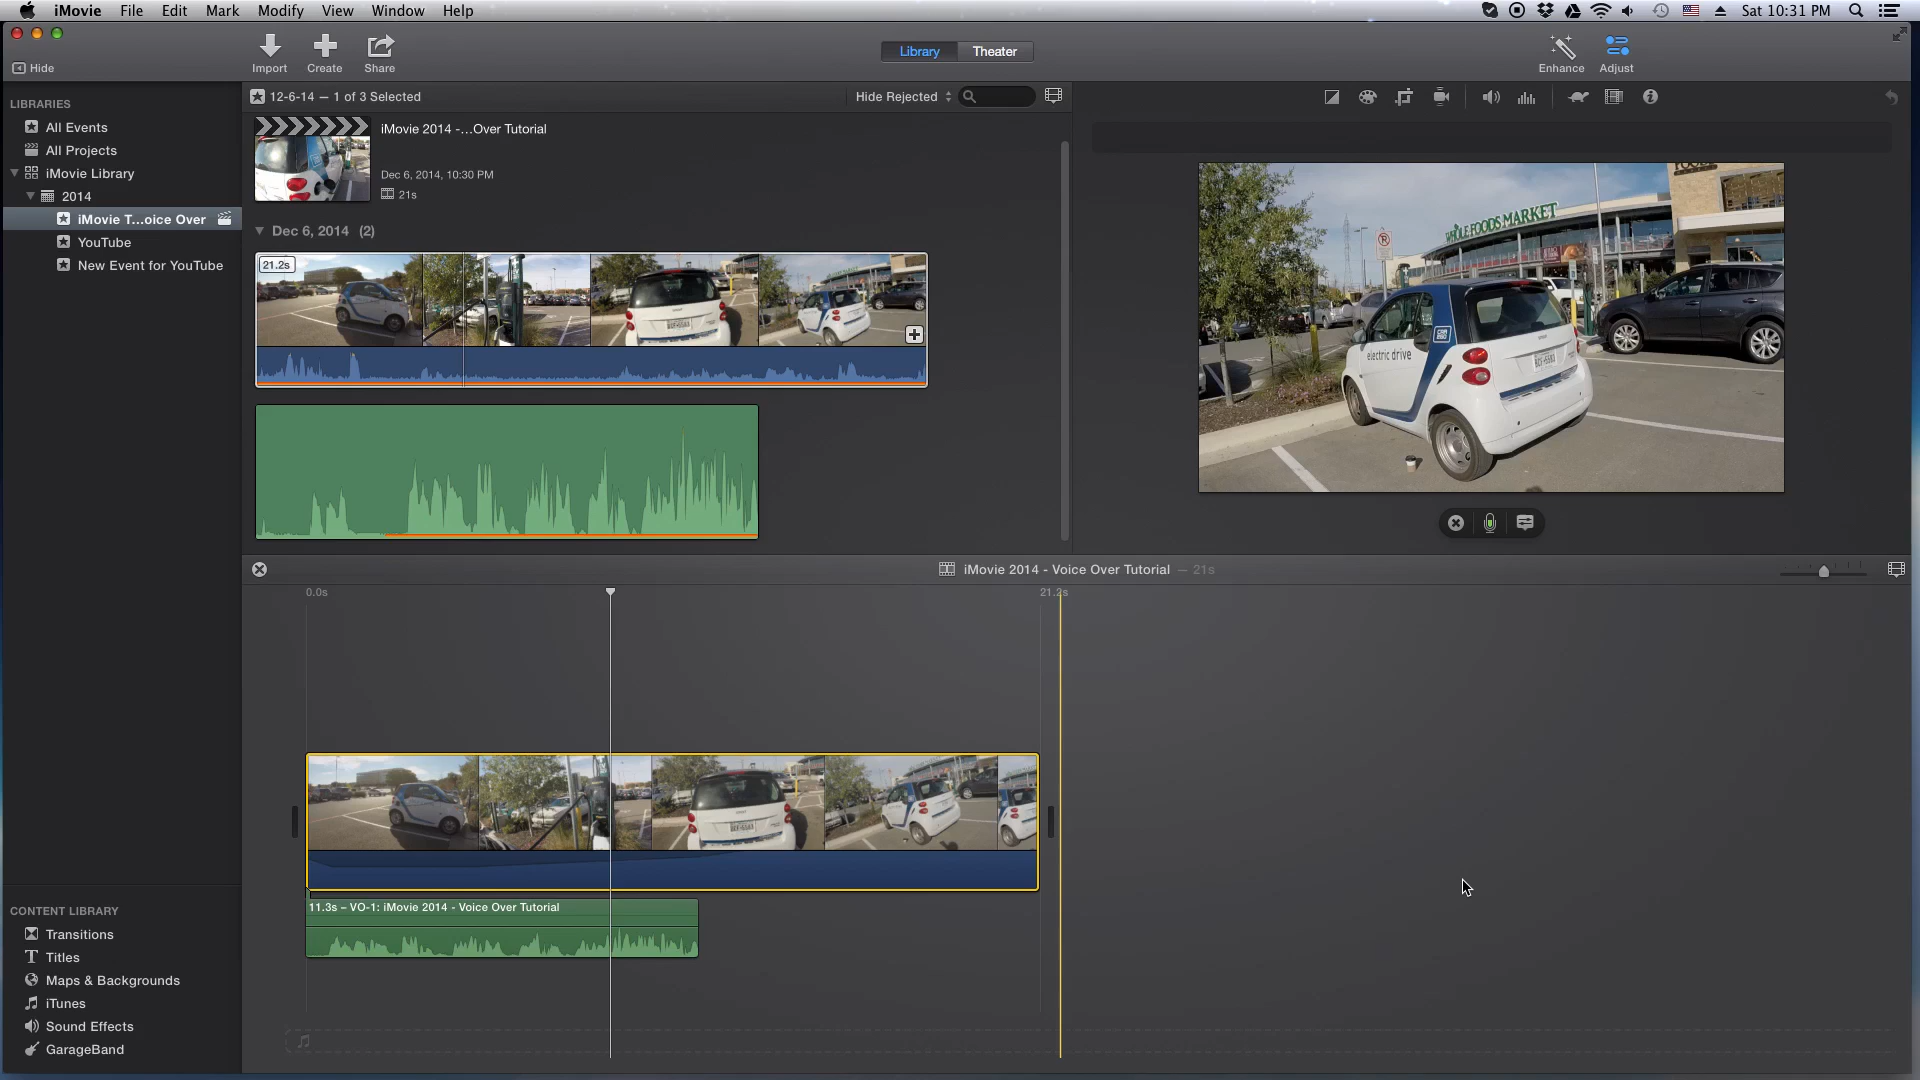 iMovie File Edit Mark Modify View Window Help Sat 10:31 PM
Hide Import Create Share Library Theater Enhance Adjust
LIBRARIES
All Events
All Projects
iMovie Library
2014
iMovie T...oice Over
YouTube
New Event for YouTube
12-6-14 — 1 of 3 Selected Hide Rejected
iMovie 2014 -...Over Tutorial
Dec 6, 2014, 10:30 PM
21s
Dec 6, 2014 (2)
21.2s
WHOLE FOODS MARKET
electric drive
iMovie 2014 - Voice Over Tutorial — 21s
0.0s 21.2s
11.3s – VO-1: iMovie 2014 - Voice Over Tutorial
CONTENT LIBRARY
Transitions
Titles
Maps & Backgrounds
iTunes
Sound Effects
GarageBand